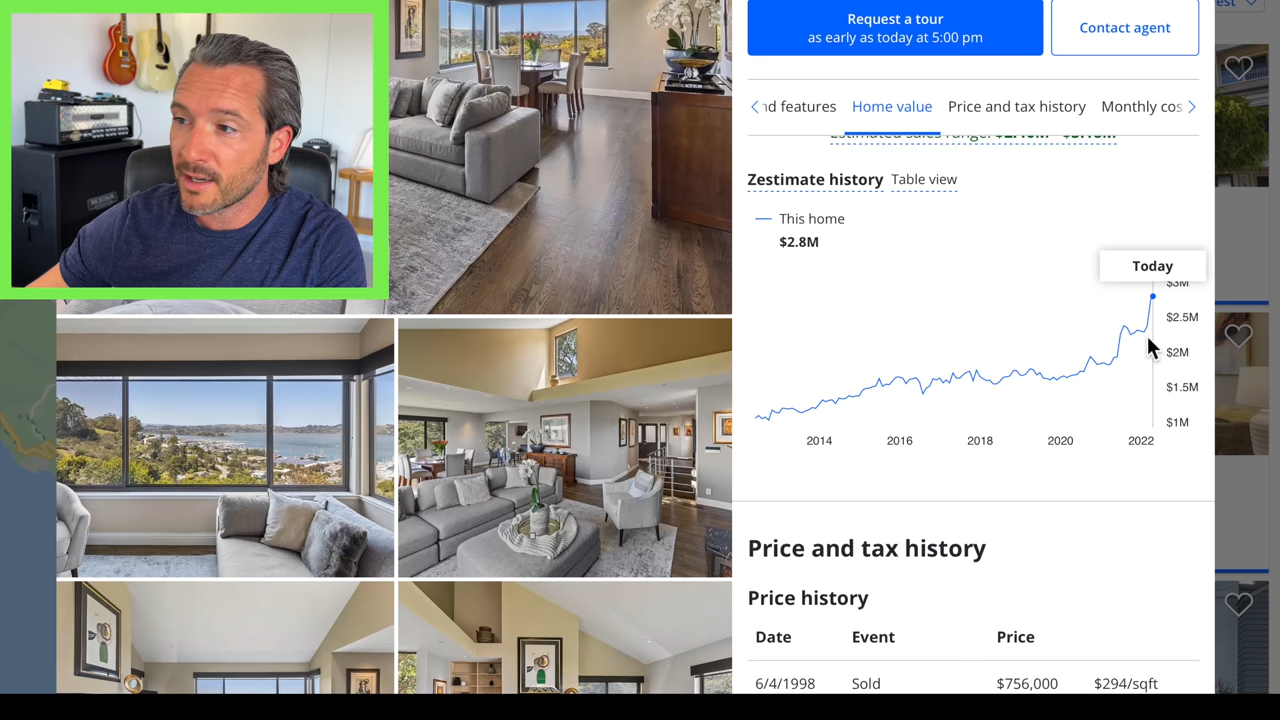 est
Request a tour
as early as today at 5:00 pm
Contact agent
nd features
Home value
Price and tax history
Monthly cos
Zestimate history
Table view
This home
$2.8M
Today
$3M
$2.5M
$2M
$1.5M
$1M
2014
2016
2018
2020
2022
Price and tax history
Price history
Date
Event
Price
6/4/1998
Sold
$756,000
$294/sqft